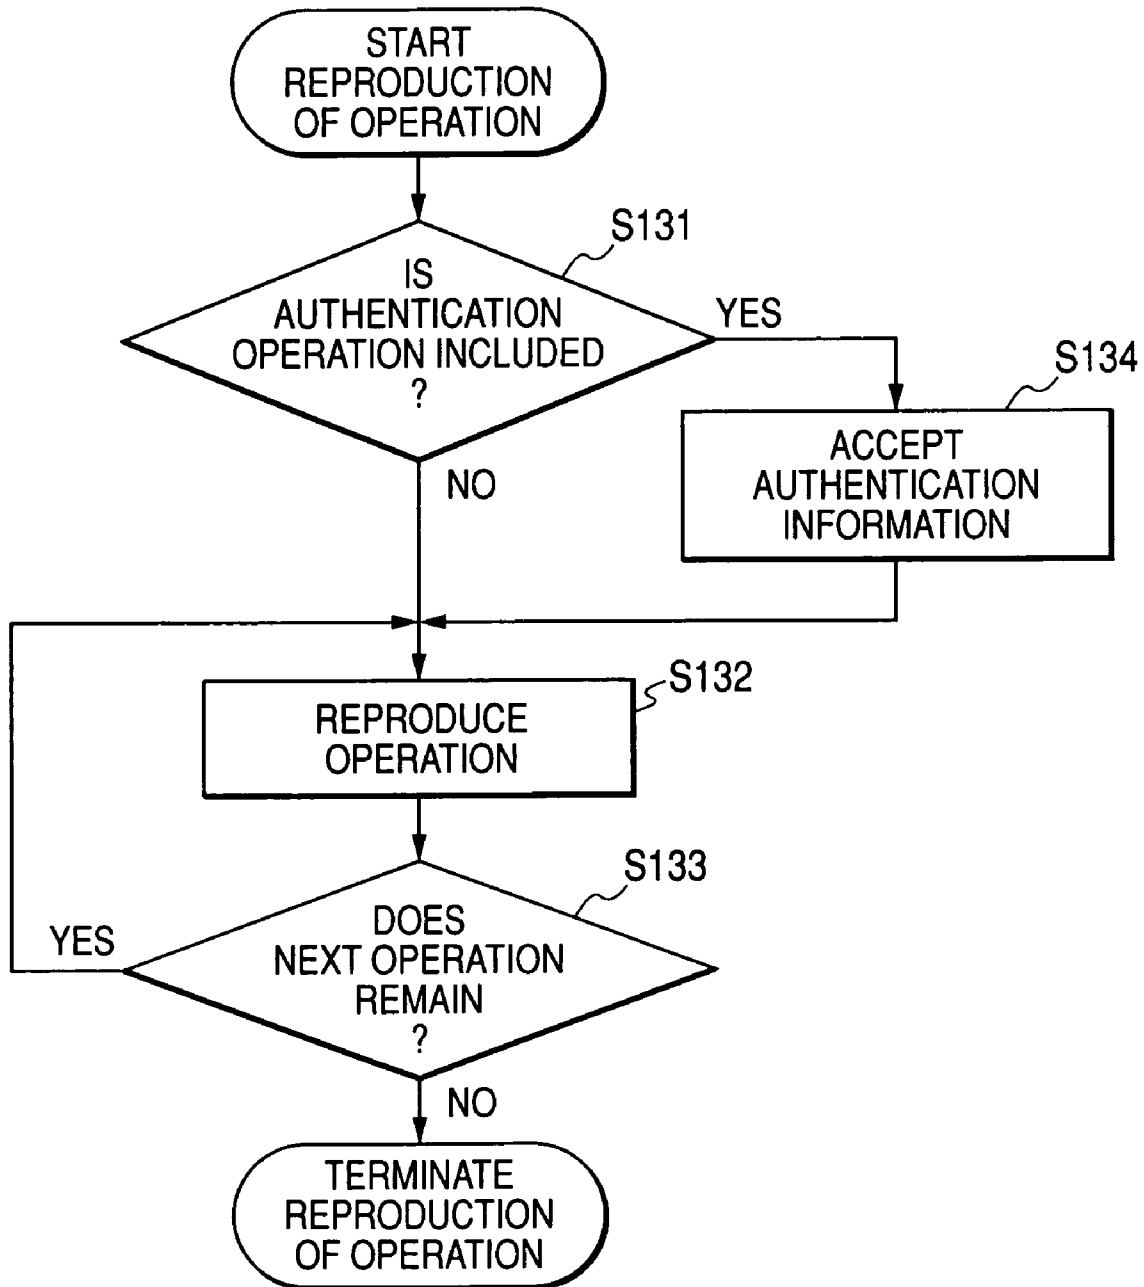 START
REPRODUCTION
OF OPERATION
S131
IS
AUTHENTICATION
OPERATION INCLUDED
?
YES
S134
ACCEPT
AUTHENTICATION
INFORMATION
NO
S132
REPRODUCE
OPERATION
S133
DOES
NEXT OPERATION
REMAIN
?
YES
NO
TERMINATE
REPRODUCTION
OF OPERATION